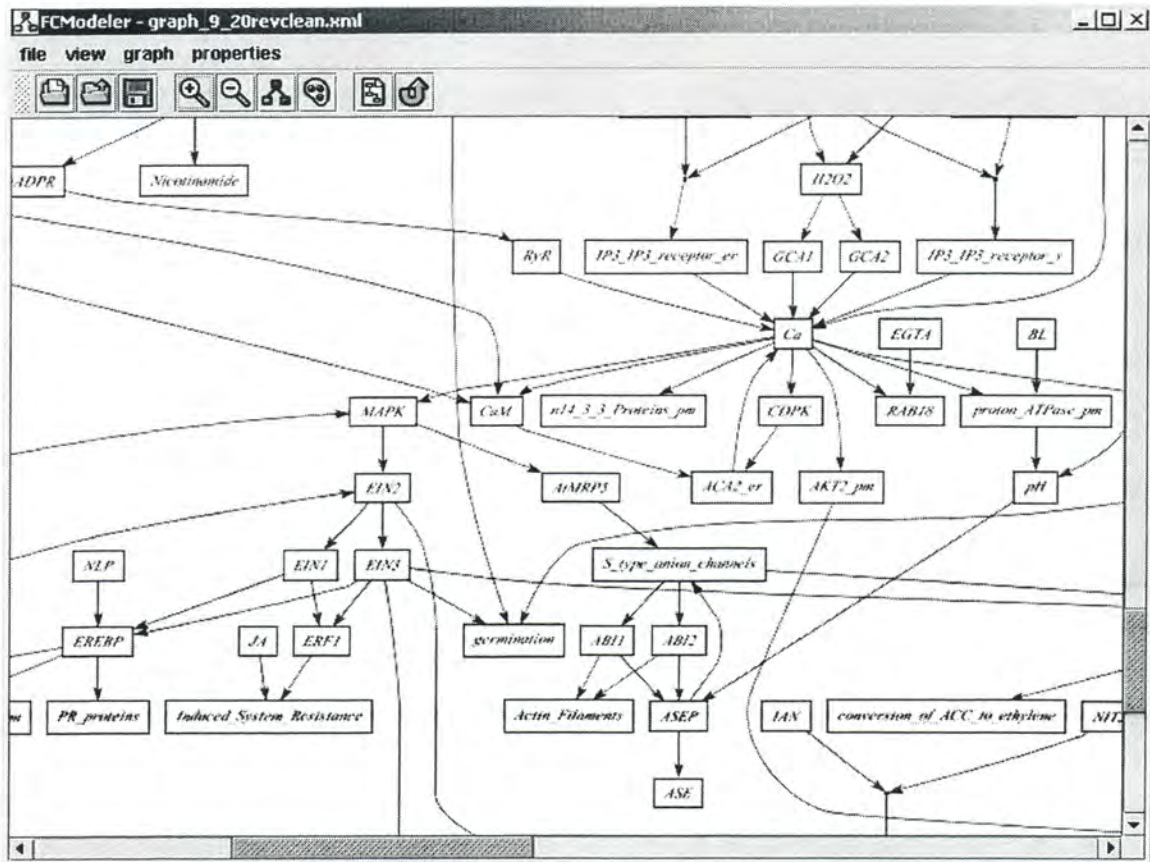 FCModeler - graph_9_20revclean.xml
file view graph properties
ADPR Nicotinamide H2O2
RyR IP3_IP3_receptor_er GCA1 GCA2 IP3_IP3_receptor_v
Ca EGTA BL
MAPK CaM n14_3_3_Proteins_pm CDPK RAB18 proton_ATPase_pm
EIN2 AtMRP5 ACA2_er AKT2_pm pH
NLP EIN1 EIN3 S_type_anion_channels
EREBP JA ERF1 germination ABI1 ABI2
PR_proteins Induced_System_Resistance Actin_Filaments ASEP IAN conversion_of_ACC_to_ethylene
ASE